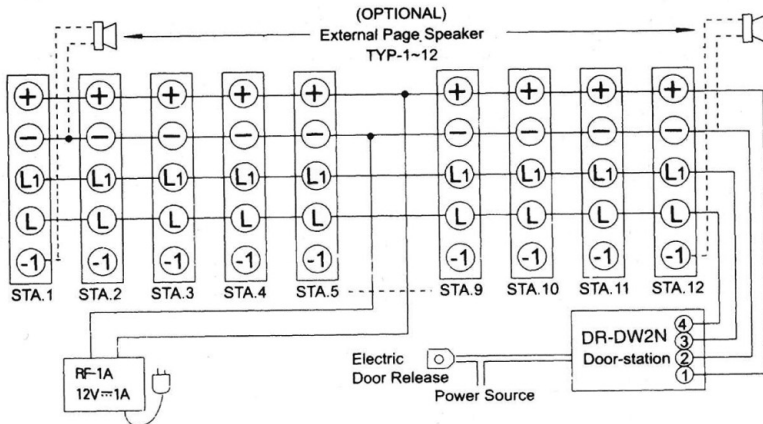 (OPTIONAL)
External Page Speaker
TYP-1~12
+ + + + + + + + +
− − − − − − − − −
L1 L1 L1 L1 L1 L1 L1 L1 L1
L L L L L L L L L
-1 -1 -1 -1 -1 -1 -1 -1 -1
STA.1 STA.2 STA.3 STA.4 STA.5 STA.9 STA.10 STA.11 STA.12
RF-1A
12V⎓1A
Electric
Door Release
Power Source
DR-DW2N
Door-station
4
3
2
1